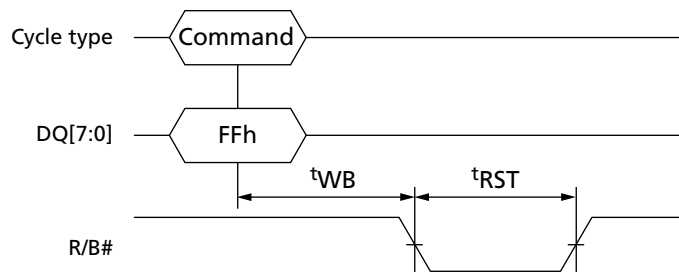 Cycle type
Command
DQ[7:0]
FFh
tWB
tRST
R/B#